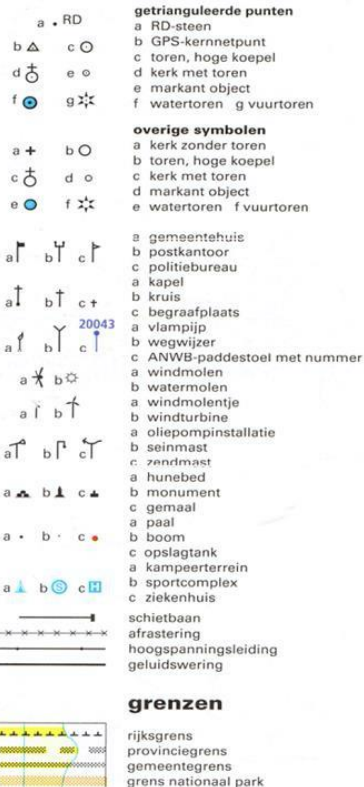 getrianguleerde punten
a . RD a RD-steen
b c b GPS-kernnetpunt
c toren, hoge koepel
d e d kerk met toren
e markant object
f g f watertoren g vuurtoren
overige symbolen
a b a kerk zonder toren
b toren, hoge koepel
c d c kerk met toren
d markant object
e f e watertoren f vuurtoren
a b c a gemeentehuis
b postkantoor
c politiebureau
a b c a kapel
b kruis
c begraafplaats
20043
a b c a vlampijp
b wegwijzer
c ANWB-paddestoel met nummer
a b a windmolen
b watermolen
a b a windmolentje
b windturbine
a b c a oliepompinstallatie
b seinmast
c zendmast
a b c a hunebed
b monument
c gemaal
a b c a paal
b boom
c opslagtank
a b S c H a kampeerterrein
b sportcomplex
c ziekenhuis
schietbaan
afrastering
hoogspanningsleiding
geluidswering
grenzen
rijksgrens
provinciegrens
gemeentegrens
grens nationaal park